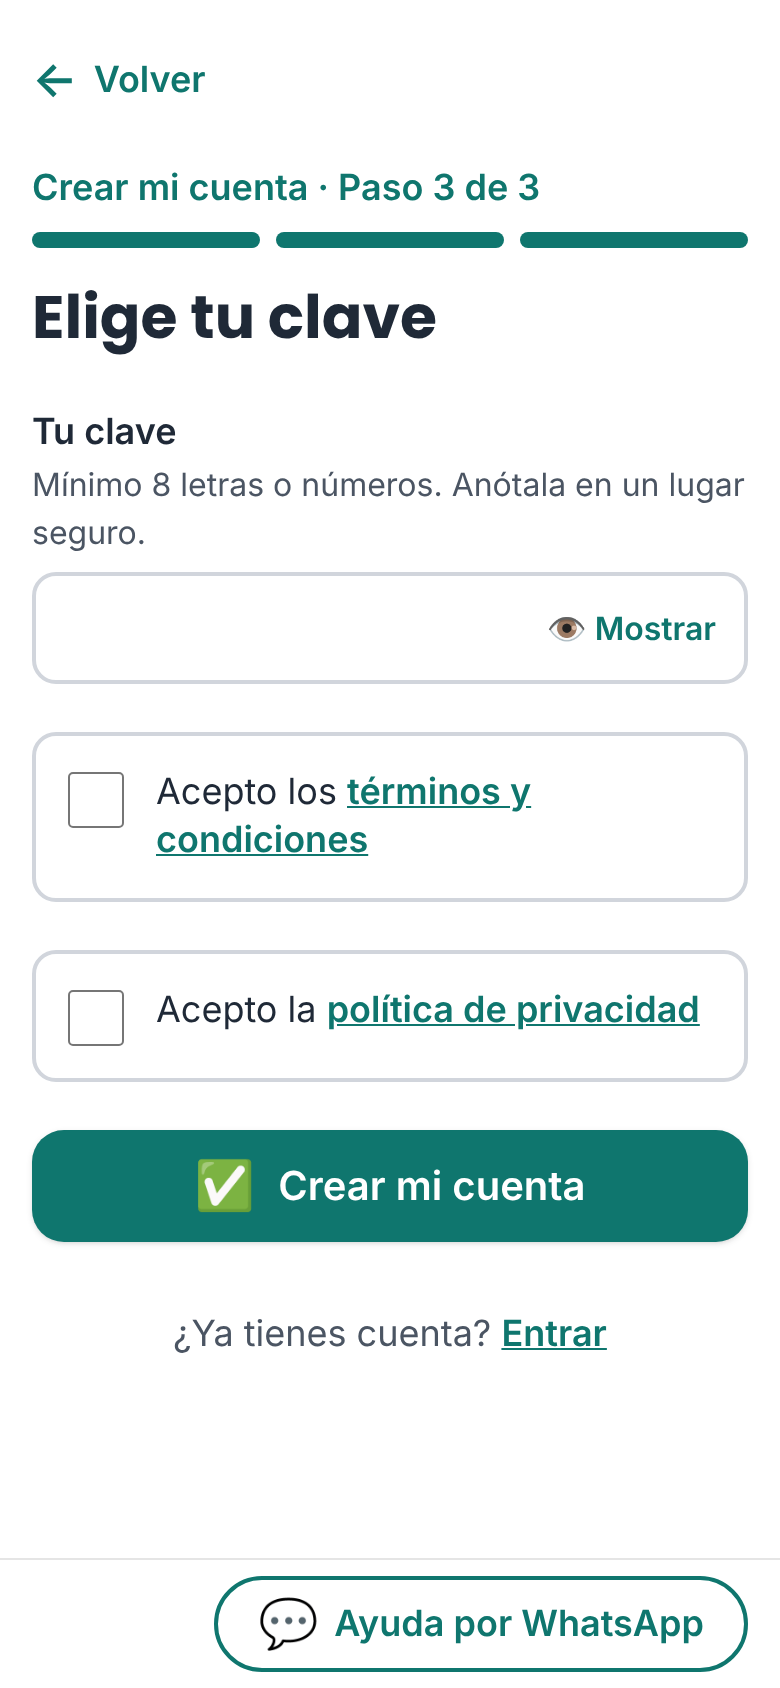 ← Volver
Crear mi cuenta · Paso 3 de 3
Elige tu clave
Tu clave
Mínimo 8 letras o números. Anótala en un lugar
seguro.
👁️ Mostrar
Acepto los términos y
condiciones
Acepto la política de privacidad
✅ Crear mi cuenta
¿Ya tienes cuenta? Entrar
💬 Ayuda por WhatsApp